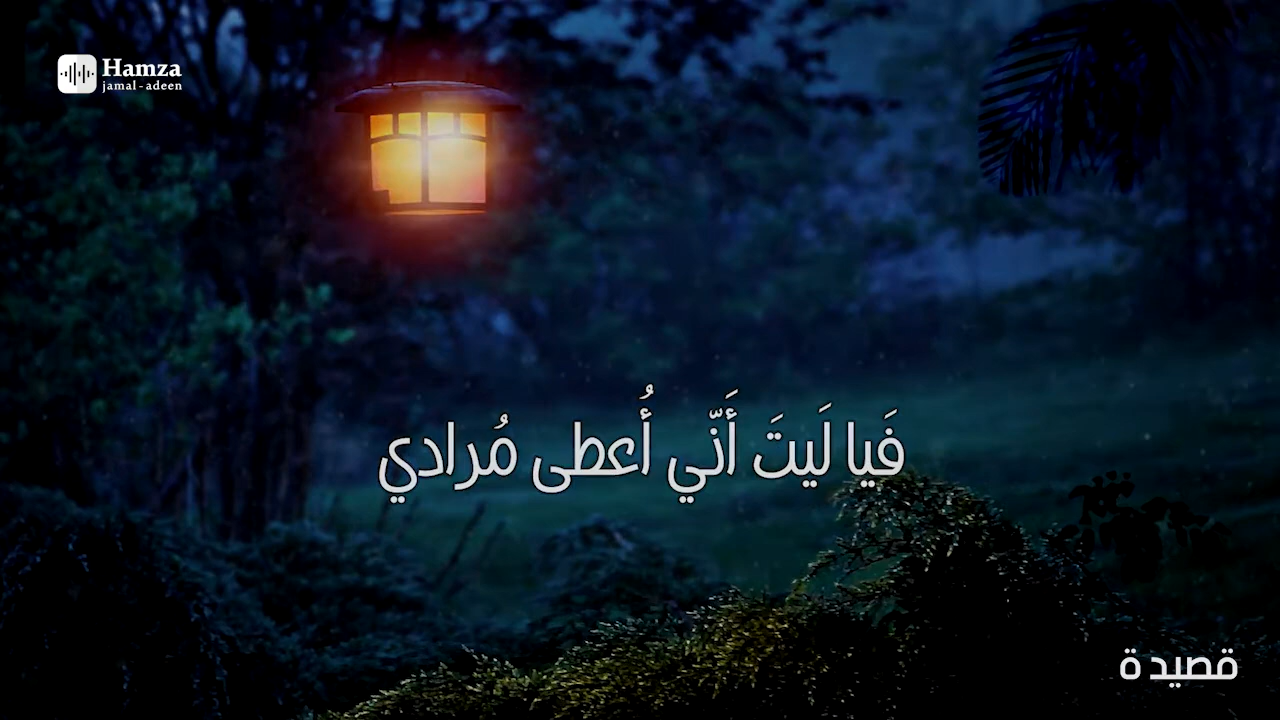 Hamza
jamal-adeen
فَيا لَيتَ أَنّي أُعطى مُرادي
قصيدة